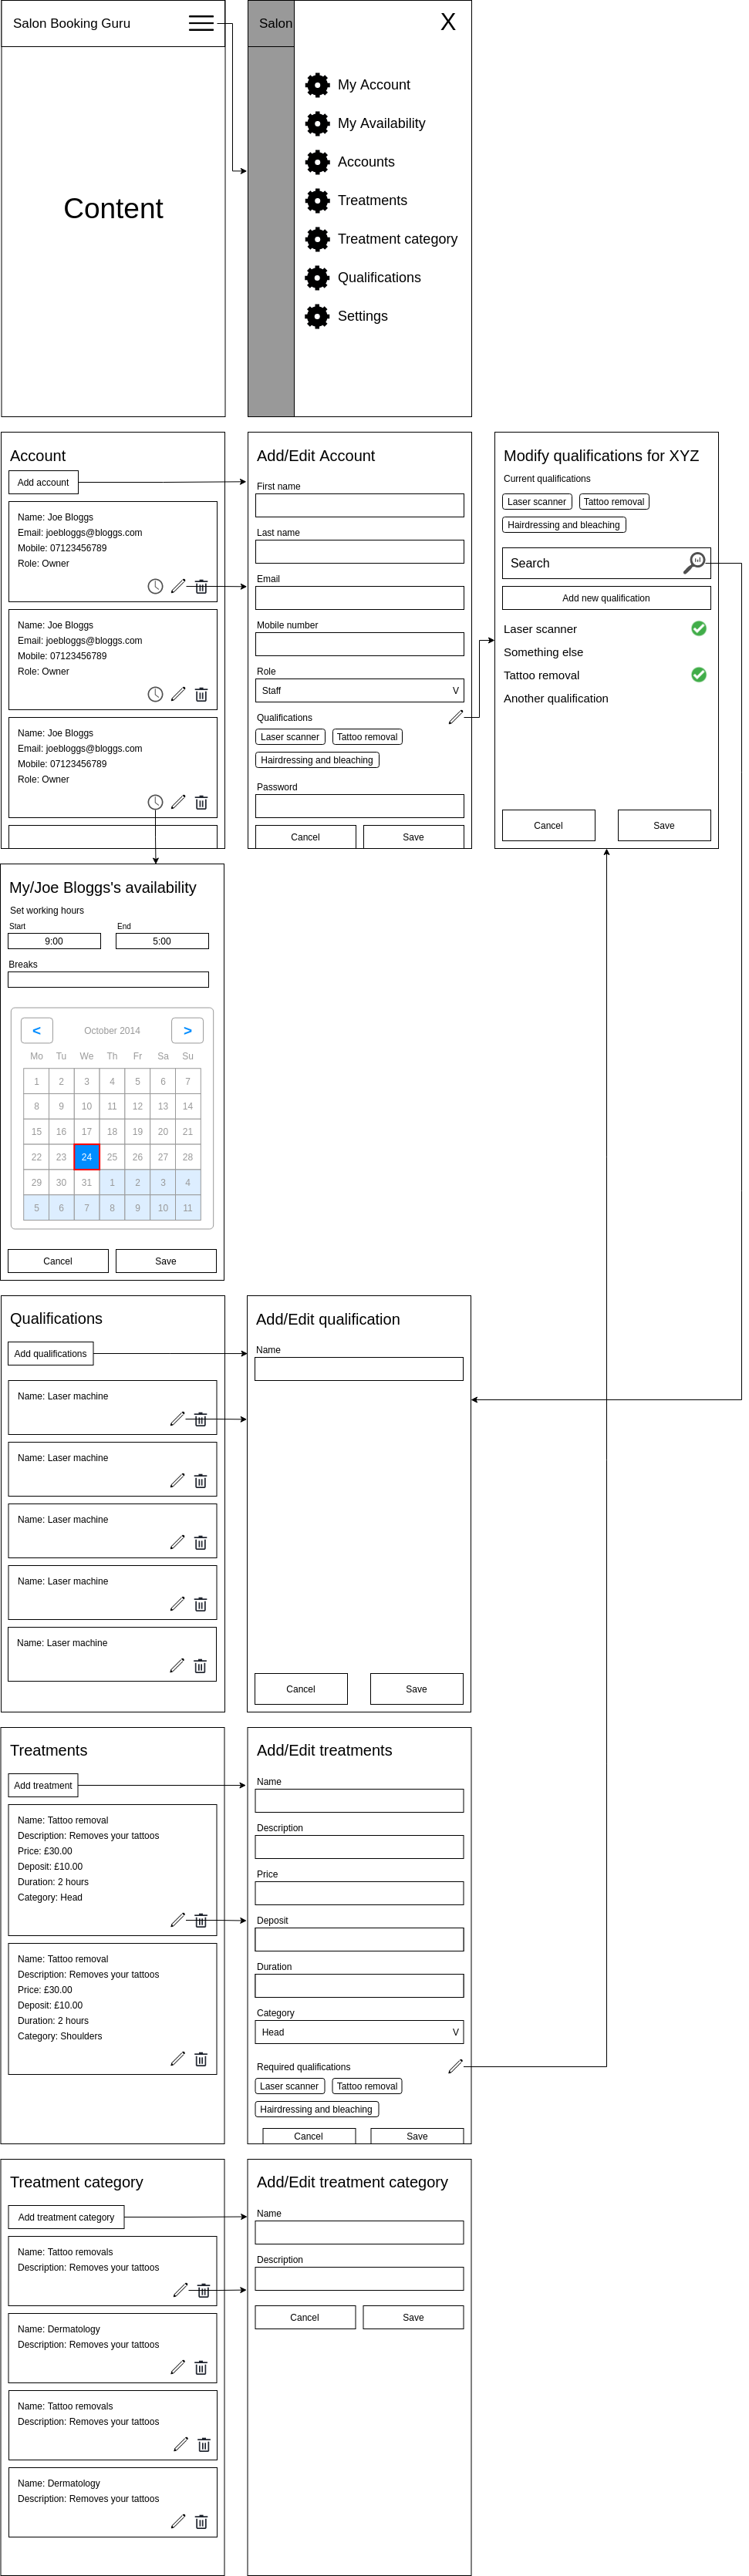 Salon Booking Guru
Content
Salon
X
My Account
My Availability
Accounts
Treatments
Treatment category
Qualifications
Settings
Account
Add account
Name: Joe Bloggs
Email: joebloggs@bloggs.com
Mobile: 07123456789
Role: Owner
Name: Joe Bloggs
Email: joebloggs@bloggs.com
Mobile: 07123456789
Role: Owner
Name: Joe Bloggs
Email: joebloggs@bloggs.com
Mobile: 07123456789
Role: Owner
Add/Edit Account
First name
Last name
Email
Mobile number
Role
Staff V
Qualifications
Laser scanner Tattoo removal
Hairdressing and bleaching
Password
Cancel Save
Modify qualifications for XYZ
Current qualifications
Laser scanner Tattoo removal
Hairdressing and bleaching
Search
Add new qualification
Laser scanner
Something else
Tattoo removal
Another qualification
Cancel Save
My/Joe Bloggs's availability
Set working hours
Start End
9:00 5:00
Breaks
< October 2014 >
Mo Tu We Th Fr Sa Su
1 2 3 4 5 6 7
8 9 10 11 12 13 14
15 16 17 18 19 20 21
22 23 24 25 26 27 28
29 30 31 1 2 3 4
5 6 7 8 9 10 11
Cancel Save
Qualifications
Add qualifications
Name: Laser machine
Name: Laser machine
Name: Laser machine
Name: Laser machine
Name: Laser machine
Add/Edit qualification
Name
Cancel Save
Treatments
Add treatment
Name: Tattoo removal
Description: Removes your tattoos
Price: £30.00
Deposit: £10.00
Duration: 2 hours
Category: Head
Name: Tattoo removal
Description: Removes your tattoos
Price: £30.00
Deposit: £10.00
Duration: 2 hours
Category: Shoulders
Add/Edit treatments
Name
Description
Price
Deposit
Duration
Category
Head V
Required qualifications
Laser scanner Tattoo removal
Hairdressing and bleaching
Cancel Save
Treatment category
Add treatment category
Name: Tattoo removals
Description: Removes your tattoos
Name: Dermatology
Description: Removes your tattoos
Name: Tattoo removals
Description: Removes your tattoos
Name: Dermatology
Description: Removes your tattoos
Add/Edit treatment category
Name
Description
Cancel Save